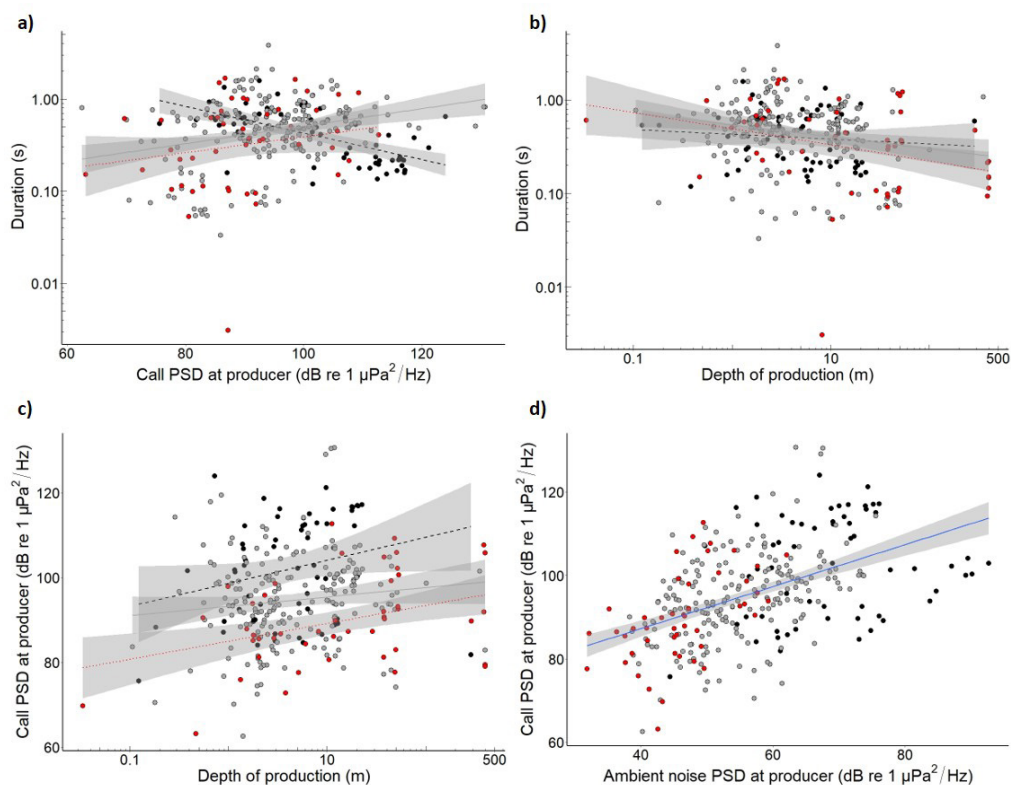 a)
Duration (s)
1.00
0.10
0.01
60
80
100
120
Call PSD at producer (dB re 1 µPa²/Hz)
b)
Duration (s)
1.00
0.10
0.01
0.1
10
500
Depth of production (m)
c)
Call PSD at producer (dB re 1 µPa²/Hz)
120
100
80
60
0.1
10
500
Depth of production (m)
d)
Call PSD at producer (dB re 1 µPa²/Hz)
120
100
80
60
40
60
80
Ambient noise PSD at producer (dB re 1 µPa²/Hz)